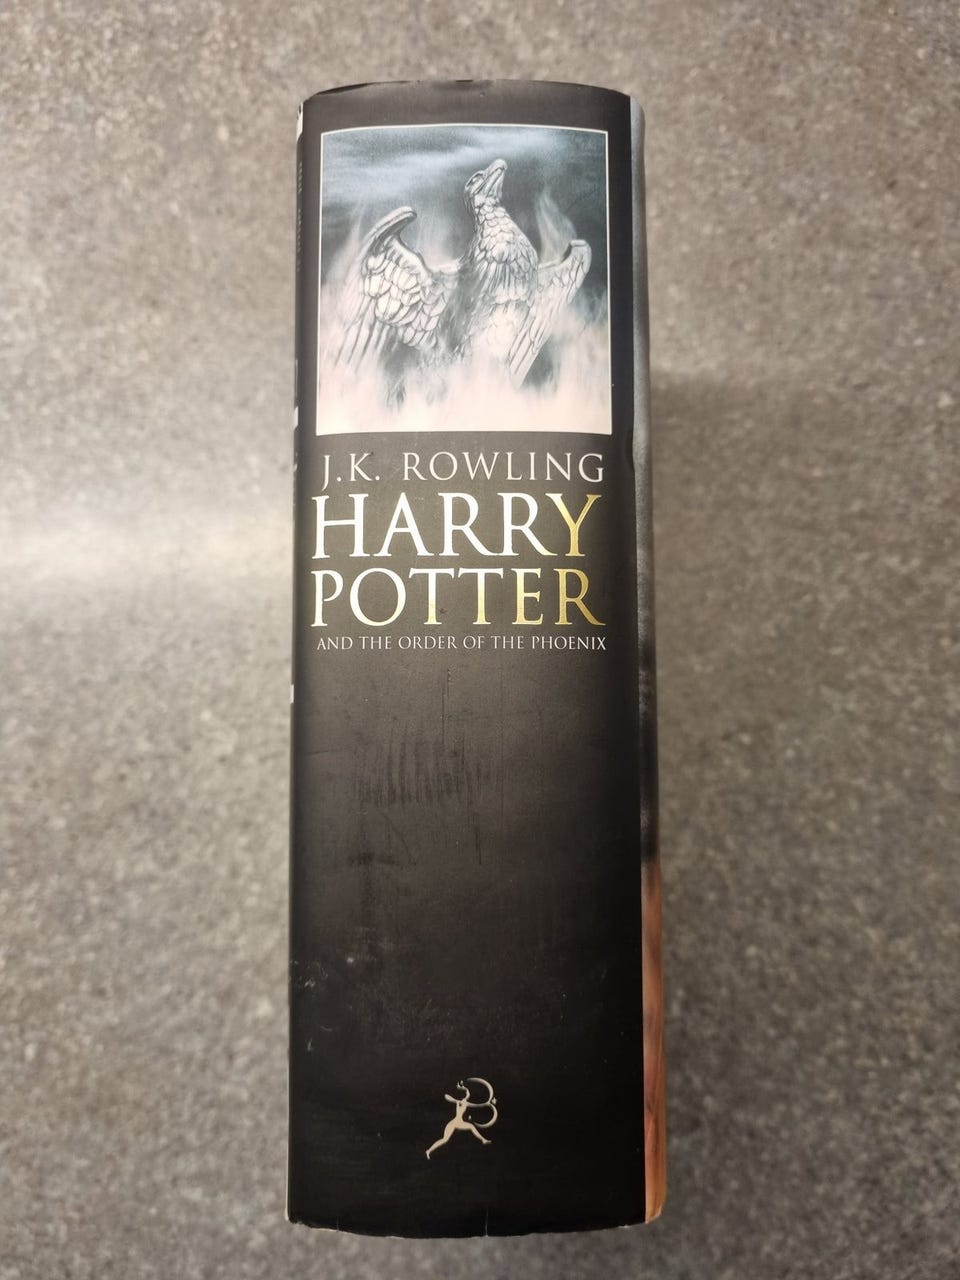 J.K. ROWLING
HARRY
POTTER
AND THE ORDER OF THE PHOENIX